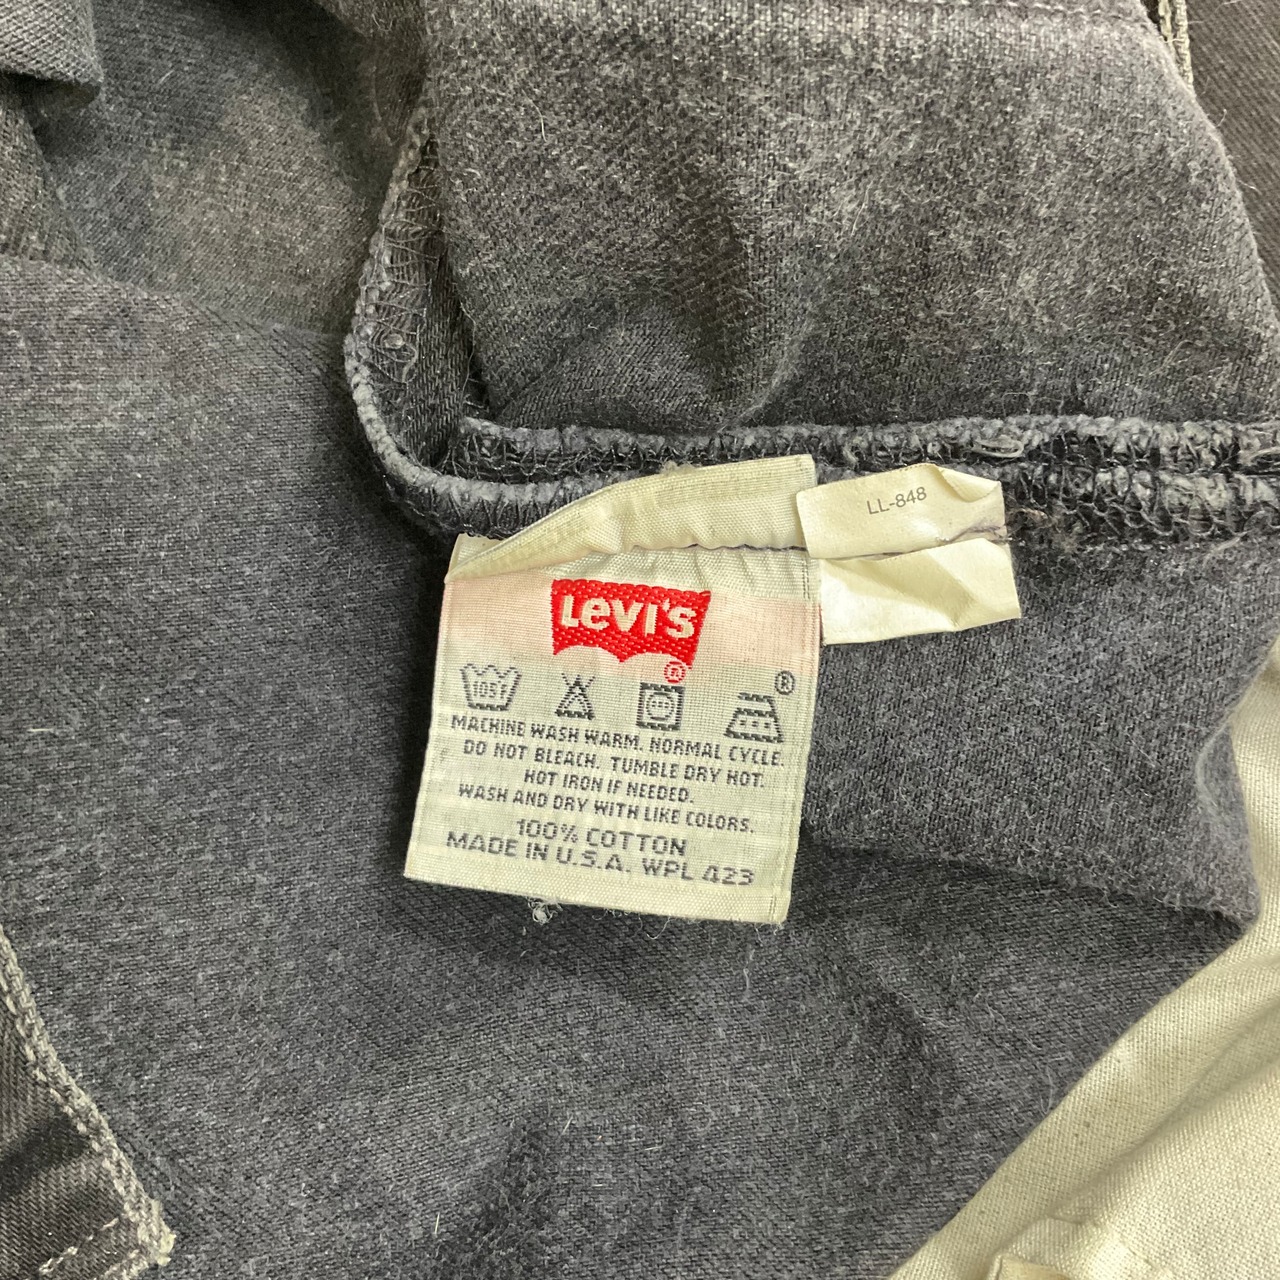 LL-848
Levi's
®
105F
®
MACHINE WASH WARM. NORMAL CYCLE.
DO NOT BLEACH. TUMBLE DRY HOT.
HOT IRON IF NEEDED.
WASH AND DRY WITH LIKE COLORS.
100% COTTON
MADE IN U.S.A. WPL 423